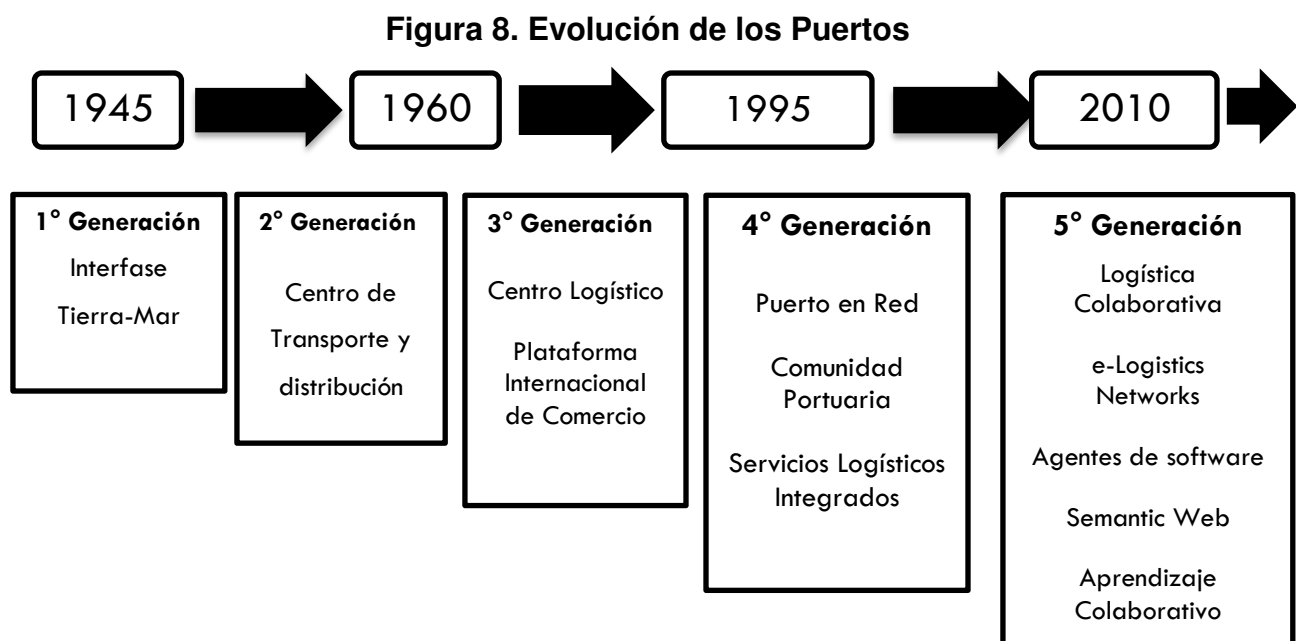 Figura 8. Evolución de los Puertos
1945
1960
1995
2010
1° Generación
Interfase
Tierra-Mar
2° Generación
Centro de
Transporte y
distribución
3° Generación
Centro Logístico
Plataforma
Internacional
de Comercio
4° Generación
Puerto en Red
Comunidad
Portuaria
Servicios Logísticos
Integrados
5° Generación
Logística
Colaborativa
e-Logistics
Networks
Agentes de software
Semantic Web
Aprendizaje
Colaborativo